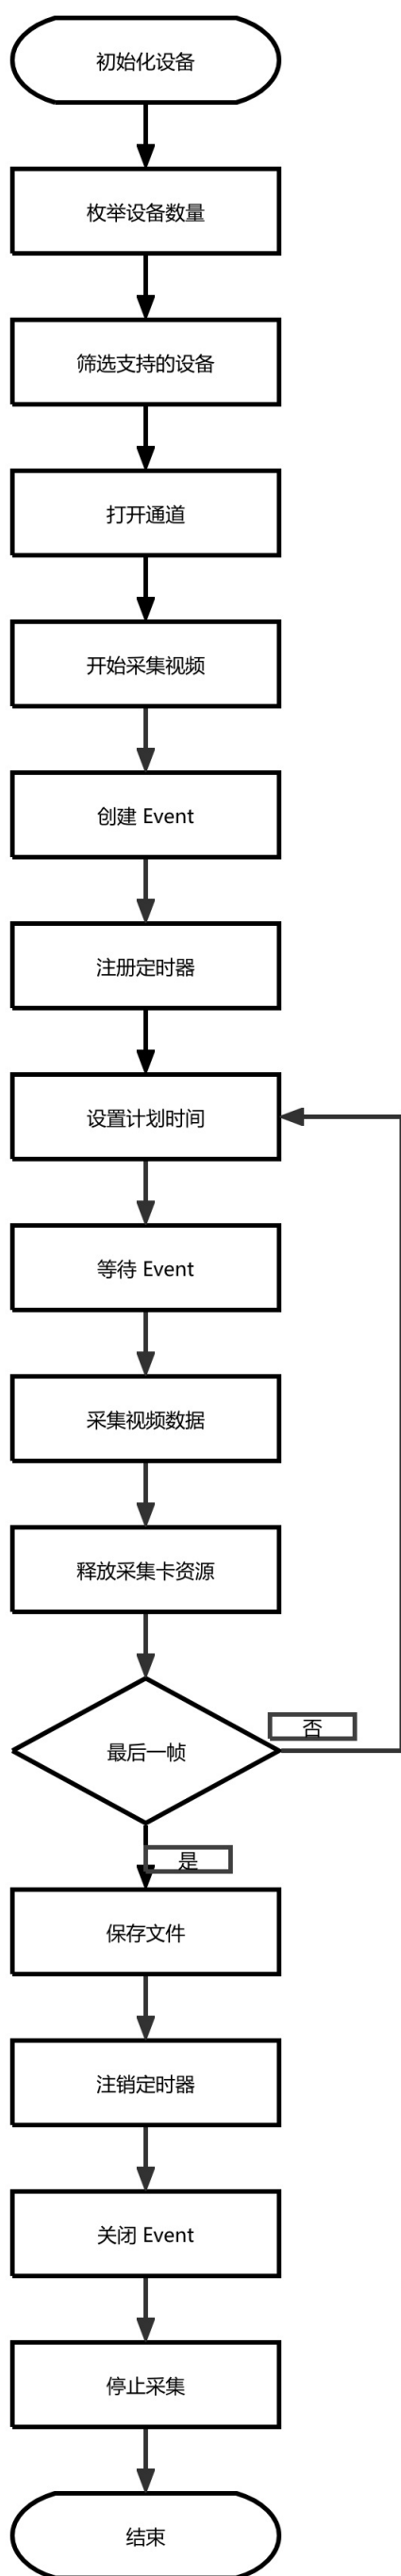 初始化设备
枚举设备数量
筛选支持的设备
打开通道
开始采集视频
创建 Event
注册定时器
设置计划时间
等待 Event
采集视频数据
释放采集卡资源
否
最后一帧
是
保存文件
注销定时器
关闭 Event
停止采集
结束